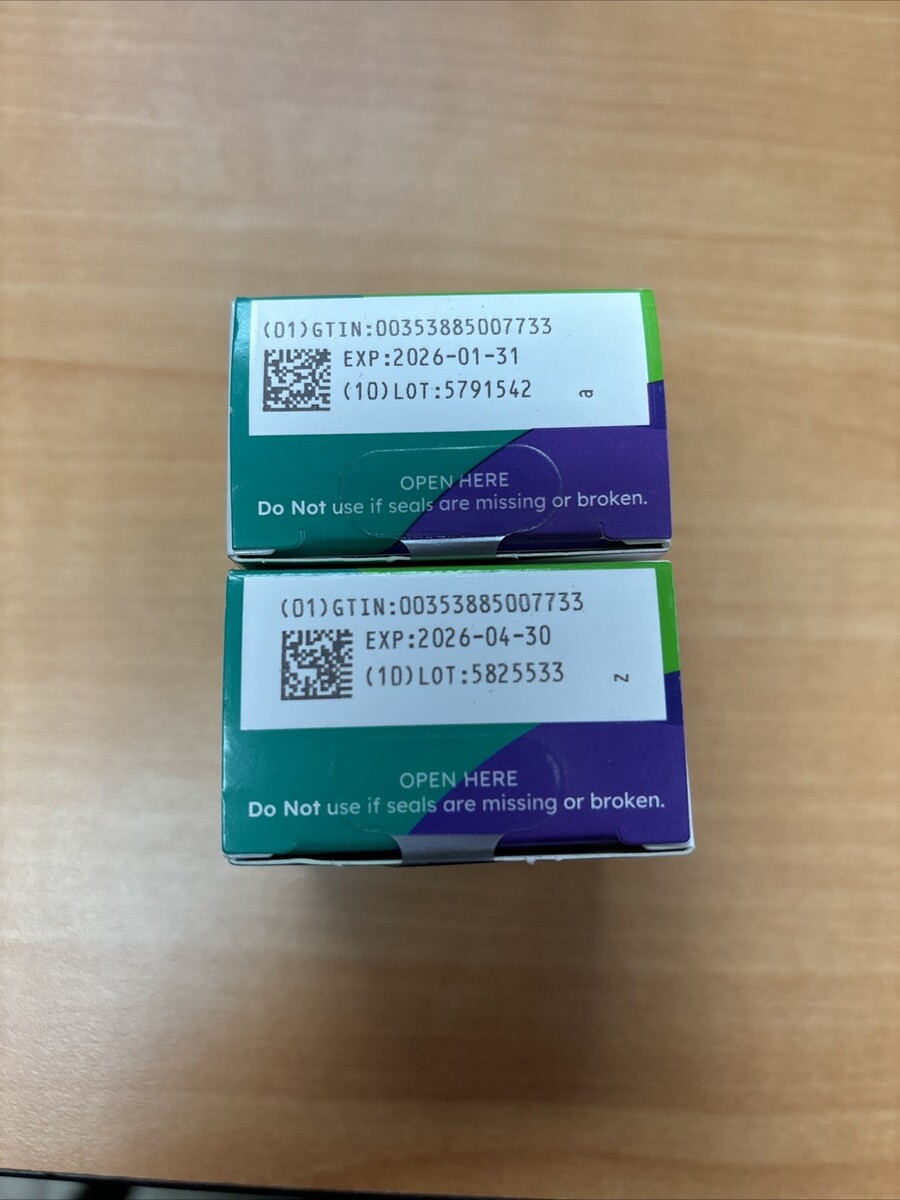 (01)GTIN:00353885007733
EXP:2026-01-31
(10)LOT:5791542
a
OPEN HERE
Do Not use if seals are missing or broken.
(01)GTIN:00353885007733
EXP:2026-04-30
(10)LOT:5825533
z
OPEN HERE
Do Not use if seals are missing or broken.